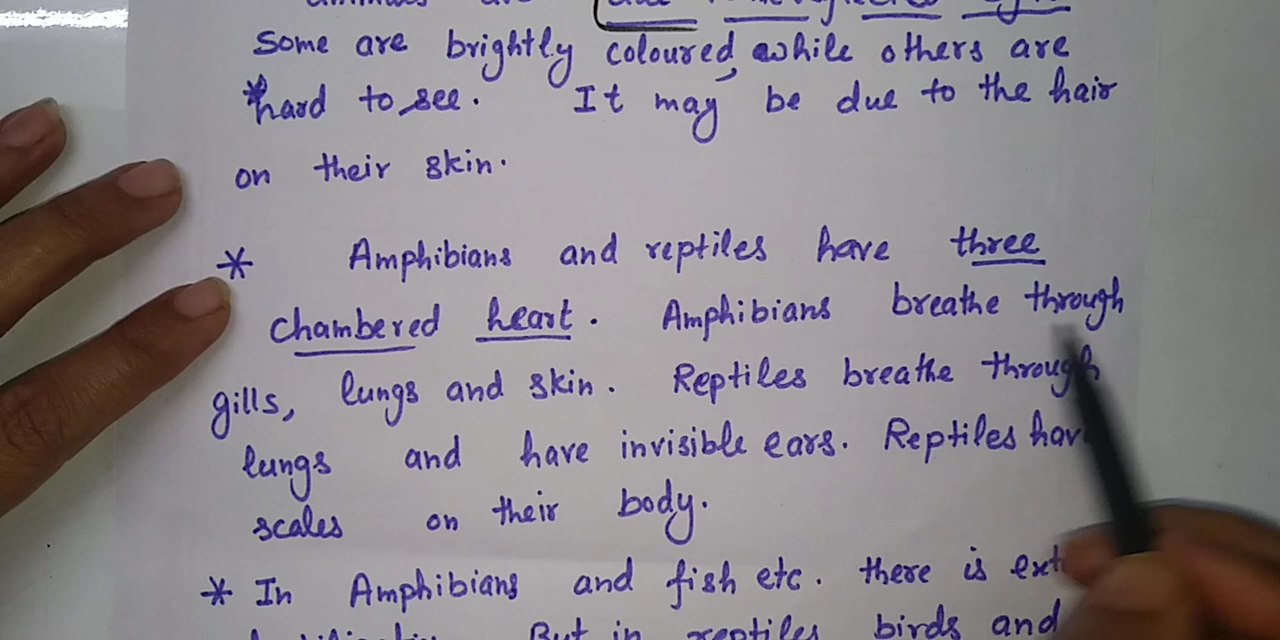 Some are brightly coloured, while others are
hard to see. It may be due to the hair
on their skin.
* Amphibians and reptiles have three
chambered heart. Amphibians breathe through
gills, lungs and skin. Reptiles breathe through
lungs and have invisible ears. Reptiles have
scales on their body.
* In Amphibians and fish etc. there is
But in reptiles birds and